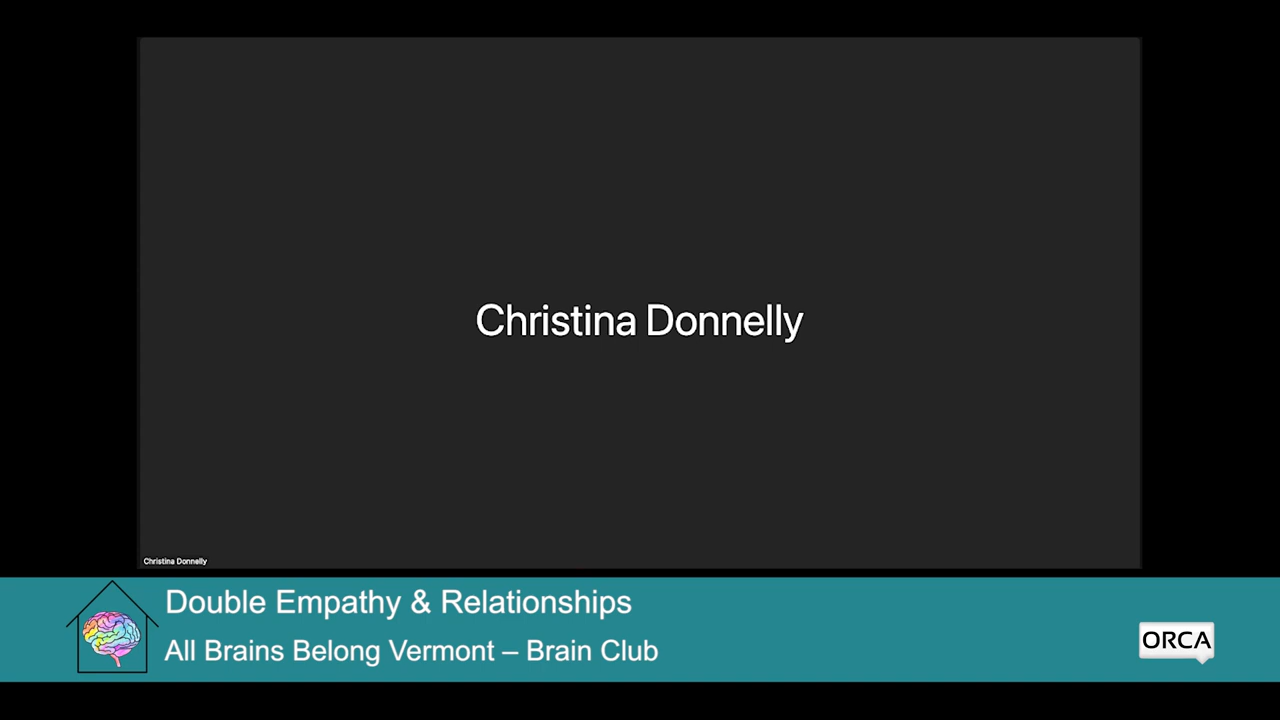 Christina Donnelly
Christina Donnelly
Double Empathy & Relationships
All Brains Belong Vermont – Brain Club
ORCA